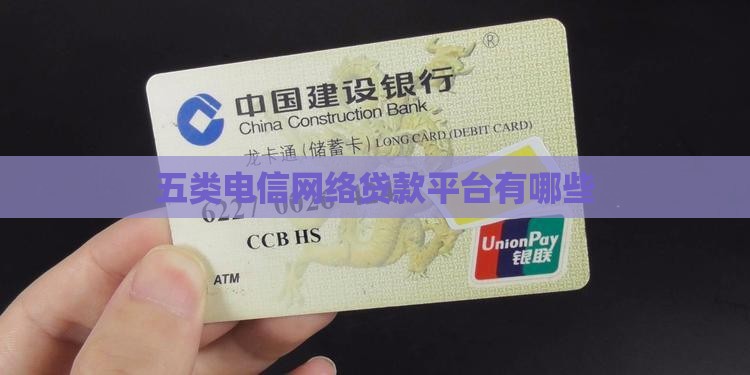 ®
中国建设银行
China Construction Bank
龙卡通(储蓄卡) LONG CARD (DEBIT CARD)
五类电信网络贷款平台有哪些
6227
CCB HS
UnionPay
银联
ATM